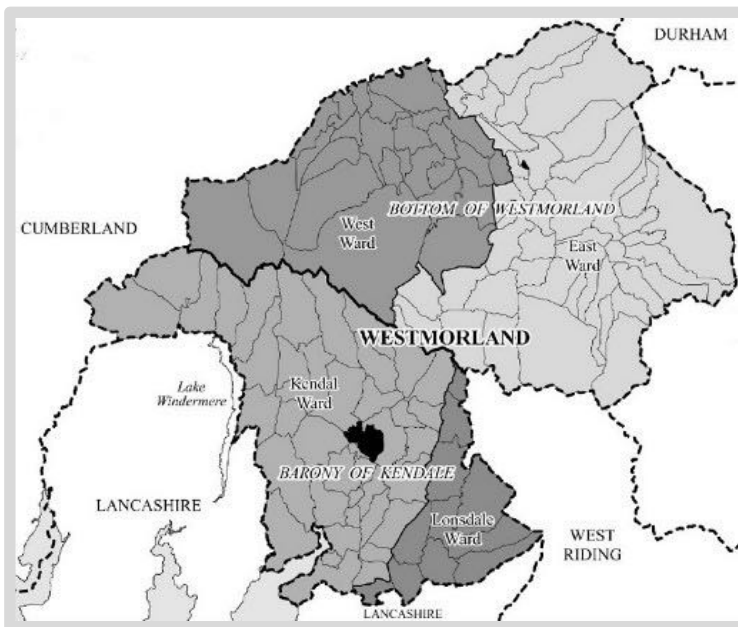 DURHAM
CUMBERLAND
BOTTOM OF WESTMORLAND
West
Ward
East
Ward
WESTMORLAND
Lake
Windermere
Kendal
Ward
BARONY OF KENDALE
LANCASHIRE
Lonsdale
Ward
WEST
RIDING
LANCASHIRE